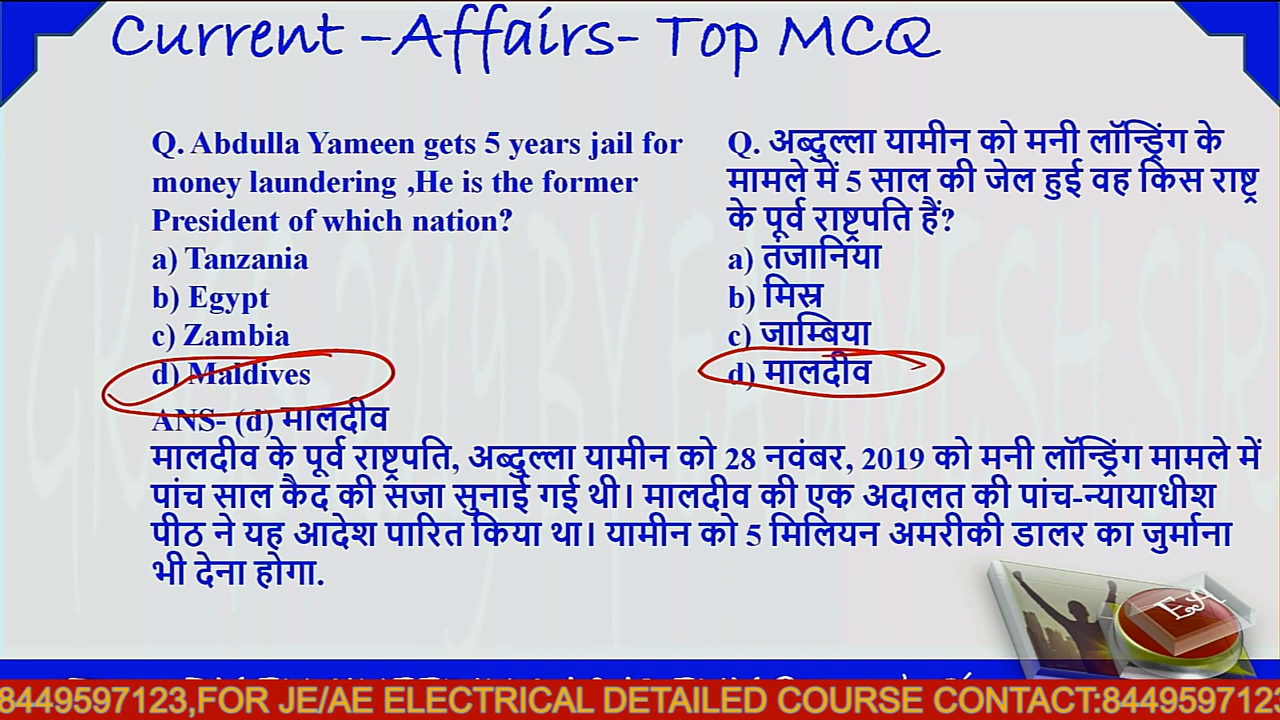 Current –Affairs- Top MCQ
Q. Abdulla Yameen gets 5 years jail for
money laundering ,He is the former
President of which nation?
a) Tanzania
b) Egypt
c) Zambia
d) Maldives
Q. अब्दुल्ला यामीन को मनी लॉन्ड्रिंग के
मामले में 5 साल की जेल हुई वह किस राष्ट्र
के पूर्व राष्ट्रपति हैं?
a) तंजानिया
b) मिस्र
c) जाम्बिया
d) मालदीव
ANS- (d) मालदीव
मालदीव के पूर्व राष्ट्रपति, अब्दुल्ला यामीन को 28 नवंबर, 2019 को मनी लॉन्ड्रिंग मामले में
पांच साल कैद की सजा सुनाई गई थी। मालदीव की एक अदालत की पांच-न्यायाधीश
पीठ ने यह आदेश पारित किया था। यामीन को 5 मिलियन अमरीकी डालर का जुर्माना
भी देना होगा.
EA
8449597123,FOR JE/AE ELECTRICAL DETAILED COURSE CONTACT:844959712